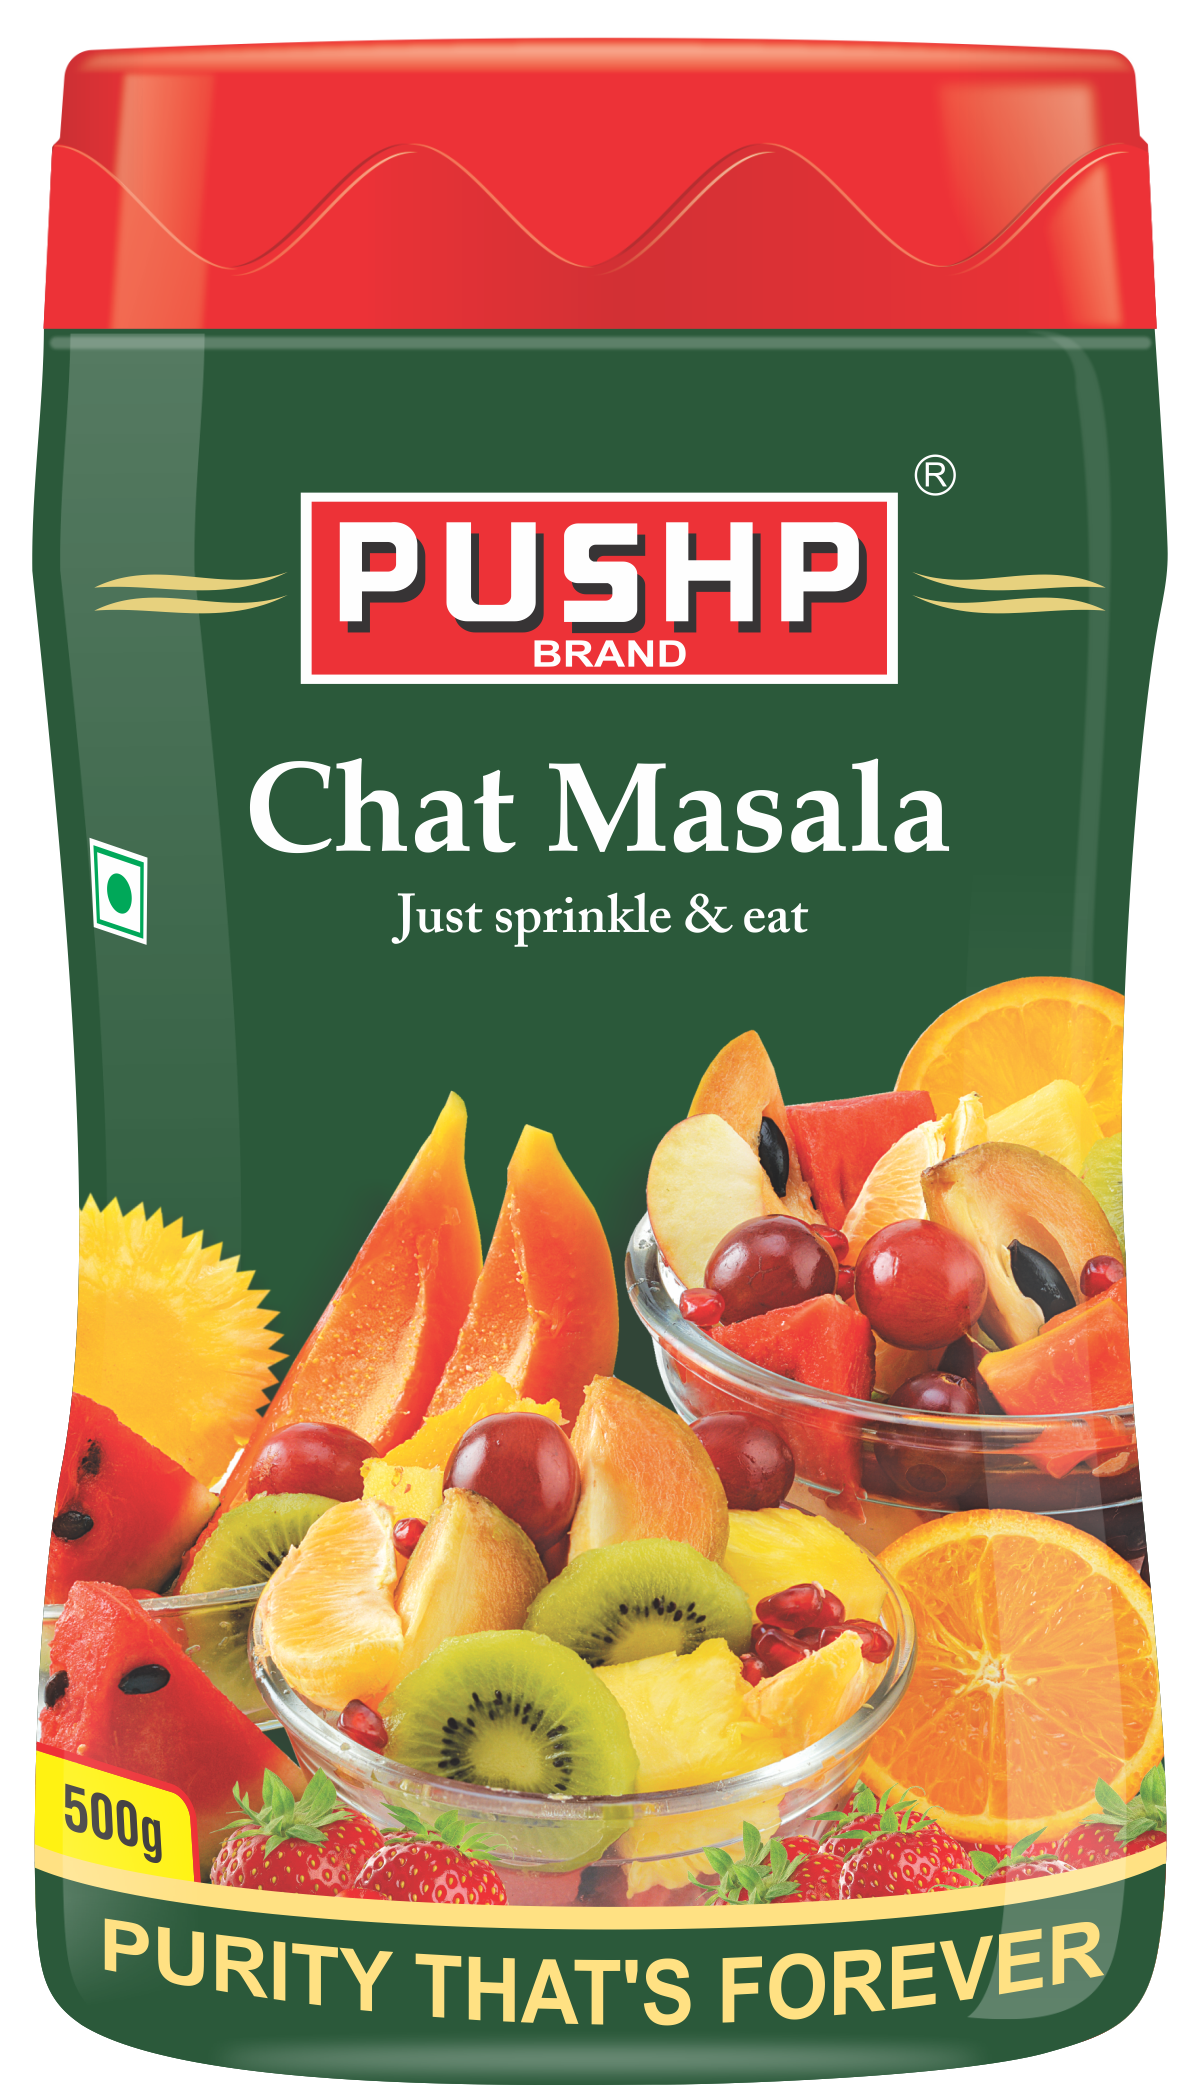 ®
PUSHP
BRAND
Chat Masala
Just sprinkle & eat
500g
PURITY THAT'S FOREVER